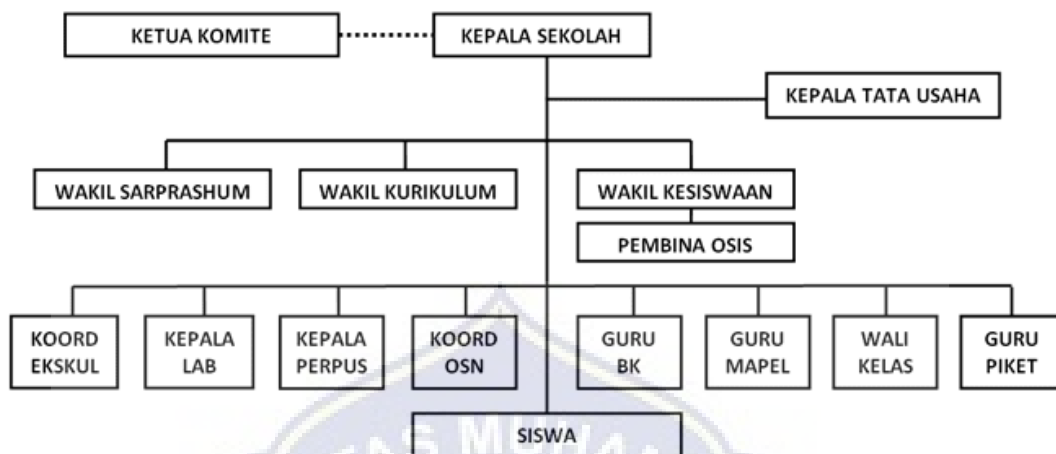 KETUA KOMITE
KEPALA SEKOLAH
KEPALA TATA USAHA
WAKIL SARPRASHUM
WAKIL KURIKULUM
WAKIL KESISWAAN
PEMBINA OSIS
KOORD
EKSKUL
KEPALA
LAB
KEPALA
PERPUS
KOORD
OSN
GURU
BK
GURU
MAPEL
WALI
KELAS
GURU
PIKET
SISWA